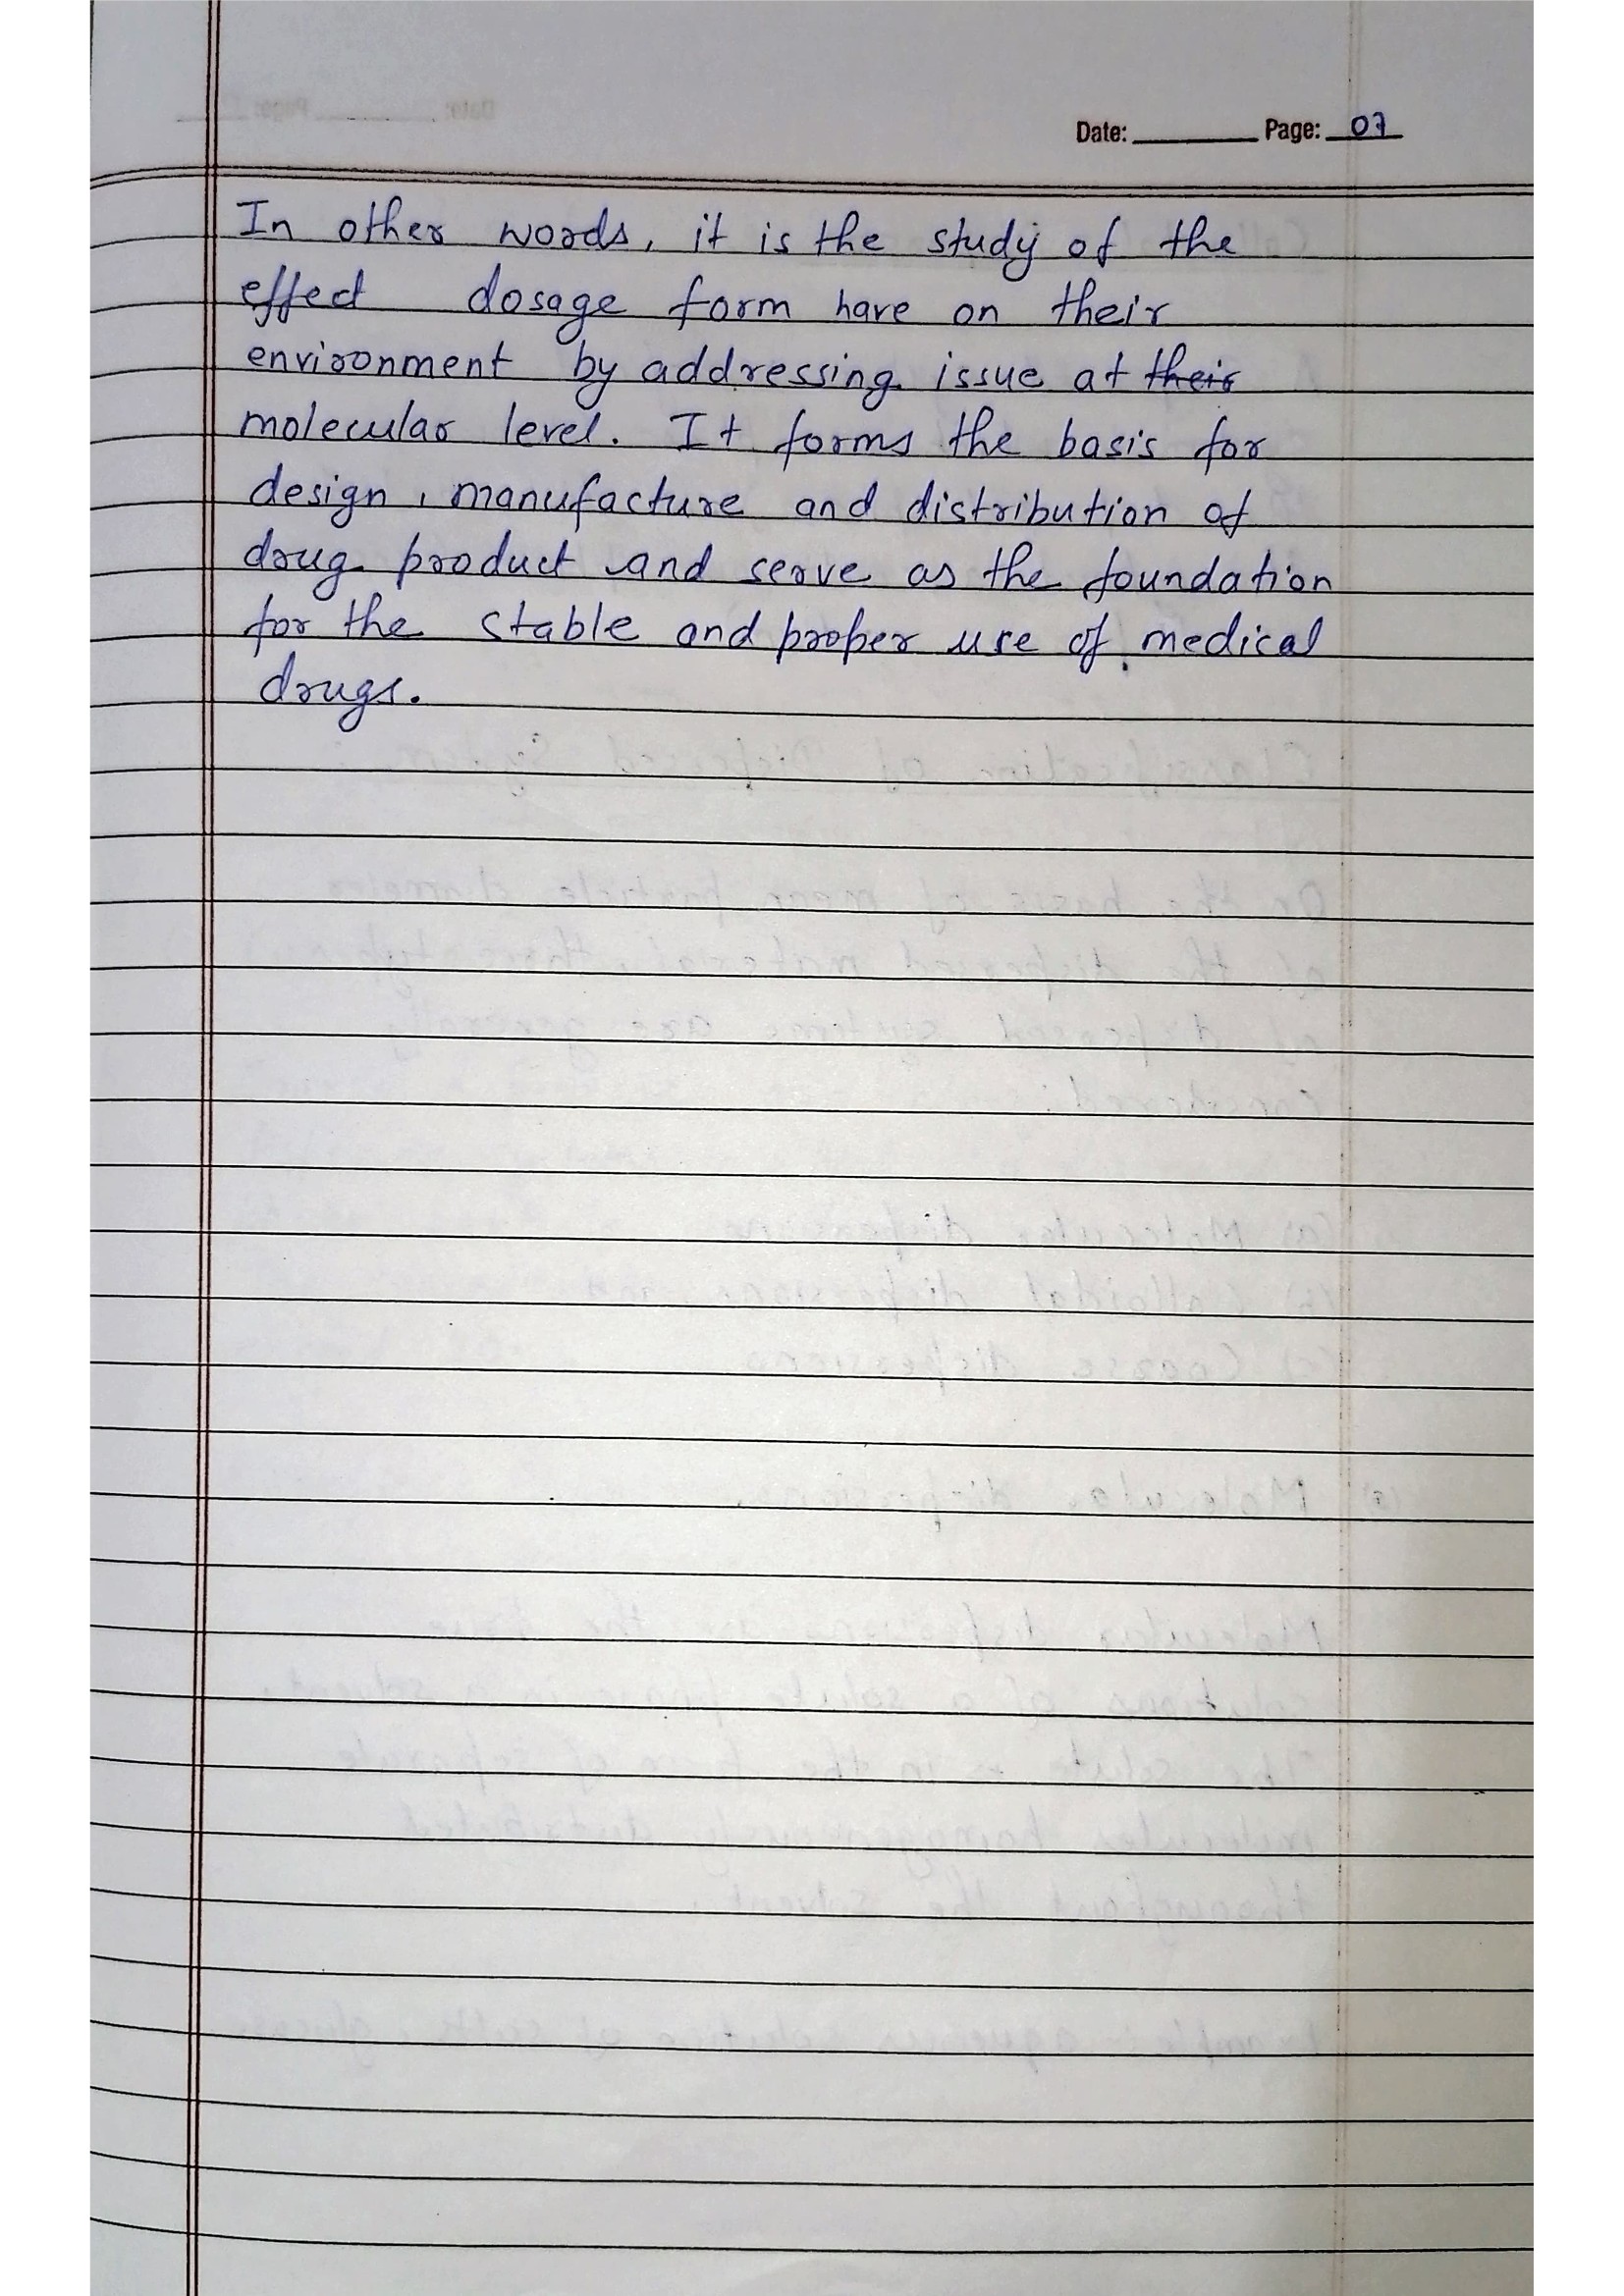 Date: Page: 07
In other words, it is the study of the
effect dosage form have on their
environment by addressing issue at their
molecular level. It forms the basis for
design, manufacture and distribution of
drug product and serve as the foundation
for the stable and proper use of medical
drugs.